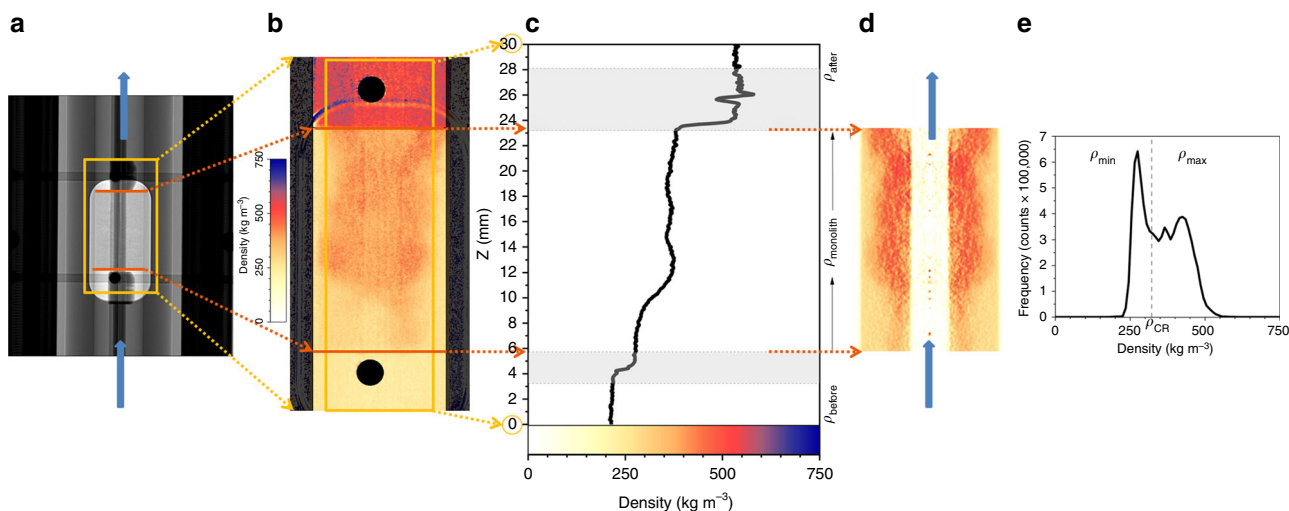 a
b
c
d
e
750
500
250
0
Density (kg m⁻³)
30
28
26
24
22
20
18
16
14
12
10
8
6
4
2
0
Z (mm)
ρafter
ρmonolith
ρbefore
0
250
500
750
Density (kg m⁻³)
7
6
5
4
3
2
1
0
Frequency (counts × 100,000)
ρmin
ρmax
0
250
ρCR
500
750
Density (kg m⁻³)